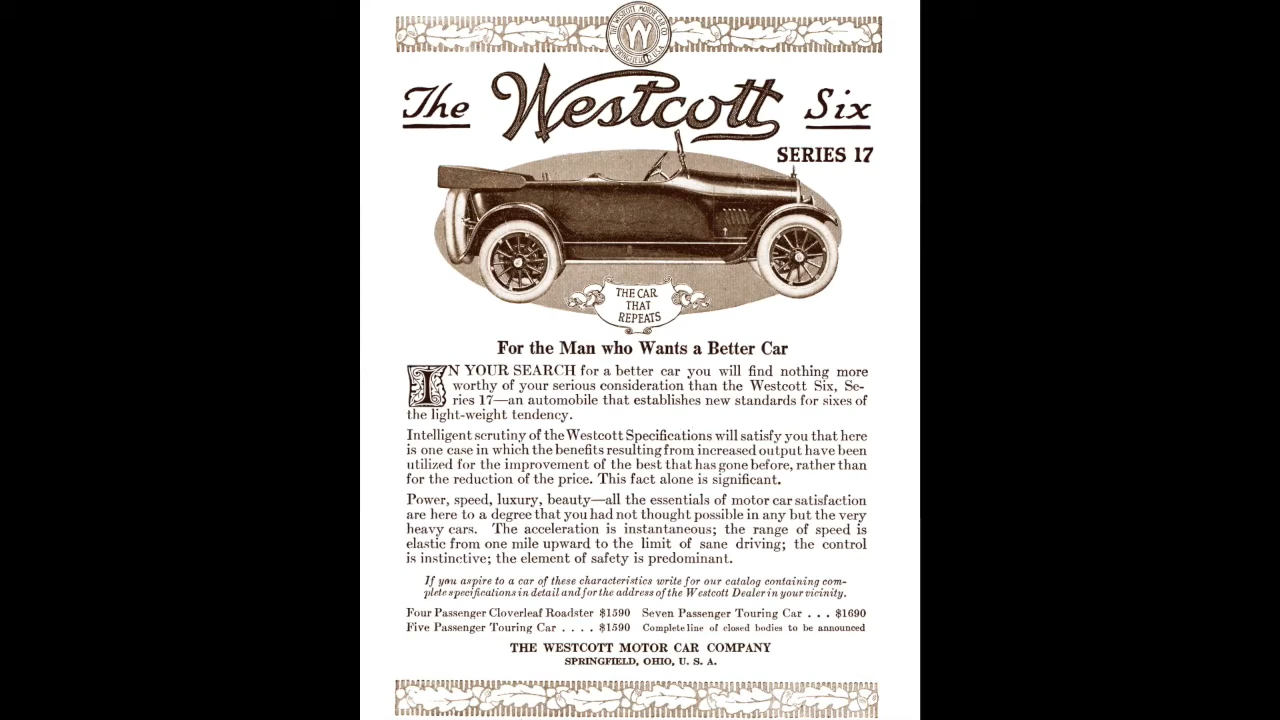 THE WESTCOTT MOTOR CAR CO.
W
SPRINGFIELD, O. U.S.A.
The Westcott Six
SERIES 17
THE CAR
THAT
REPEATS
For the Man who Wants a Better Car
IN YOUR SEARCH for a better car you will find nothing more
worthy of your serious consideration than the Westcott Six, Se-
ries 17—an automobile that establishes new standards for sixes of
the light-weight tendency.
Intelligent scrutiny of the Westcott Specifications will satisfy you that here
is one case in which the benefits resulting from increased output have been
utilized for the improvement of the best that has gone before, rather than
for the reduction of the price. This fact alone is significant.
Power, speed, luxury, beauty—all the essentials of motor car satisfaction
are here to a degree that you had not thought possible in any but the very
heavy cars. The acceleration is instantaneous; the range of speed is
elastic from one mile upward to the limit of sane driving; the control
is instinctive; the element of safety is predominant.
If you aspire to a car of these characteristics write for our catalog containing com-
plete specifications in detail and for the address of the Westcott Dealer in your vicinity.
Four Passenger Cloverleaf Roadster $1590 Seven Passenger Touring Car . . . $1690
Five Passenger Touring Car . . . . $1590 Complete line of closed bodies to be announced
THE WESTCOTT MOTOR CAR COMPANY
SPRINGFIELD, OHIO, U. S. A.